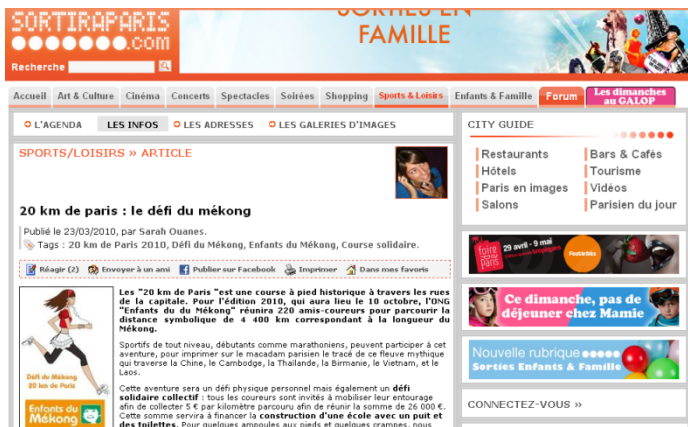 SORTIRAPARIS
.com
SORTIES EN
FAMILLE
Recherche
Accueil Art & Culture Cinéma Concerts Spectacles Soirées Shopping Sports & Loisirs Enfants & Famille Forum Les dimanches
au GALOP
L'AGENDA LES INFOS LES ADRESSES LES GALERIES D'IMAGES
SPORTS/LOISIRS » ARTICLE
20 km de paris : le défi du mékong
Publié le 23/03/2010, par Sarah Ouanes.
Tags : 20 km de Paris 2010, Défi du Mékong, Enfants du Mékong, Course solidaire.
Réagir (2) Envoyer à un ami Publier sur Facebook Imprimer Dans mes favoris
Défi du Mékong
20 km de Paris
Enfants du
Mékong
Les "20 km de Paris "est une course à pied historique à travers les rues
de la capitale. Pour l'édition 2010, qui aura lieu le 10 octobre, l'ONG
"Enfants du du Mékong" réunira 220 amis-coureurs pour parcourir la
distance symbolique de 4 400 km correspondant à la longueur du
Mékong.
Sportifs de tout niveau, débutants comme marathoniens, peuvent participer à cet
aventure, pour imprimer sur le macadam parisien le tracé de ce fleuve mythique
qui traverse la Chine, le Cambodge, la Thaïlande, la Birmanie, le Vietnam, et le
Laos.
Cette aventure sera un défi physique personnel mais également un défi
solidaire collectif : tous les coureurs sont invités à mobiliser leur entourage
afin de collecter 5 € par kilomètre parcouru afin de réunir la somme de 26 000 €.
Cette somme servira à financer la construction d'une école avec un puit et
des toilettes. Pour quelques ampoules aux pieds et quelques crampes, nous
CITY GUIDE
Restaurants
Hôtels
Paris en images
Salons
Bars & Cafés
Tourisme
Vidéos
Parisien du jour
foire
de
paris
29 avril - 9 mai
Ce dimanche, pas de
déjeuner chez Mamie
Nouvelle rubrique
Sorties Enfants & Famille
CONNECTEZ-VOUS »